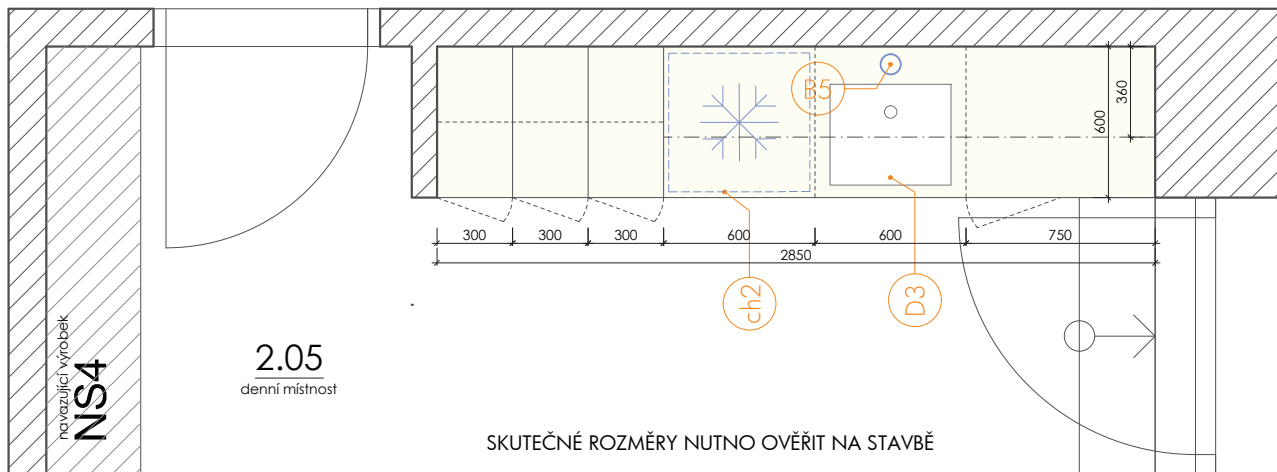 B5
600
360
300
300
300
600
600
750
2850
ch2
D3
navazující výrobek
NS4
2.05
denní místnost
SKUTEČNÉ ROZMĚRY NUTNO OVĚŘIT NA STAVBĚ